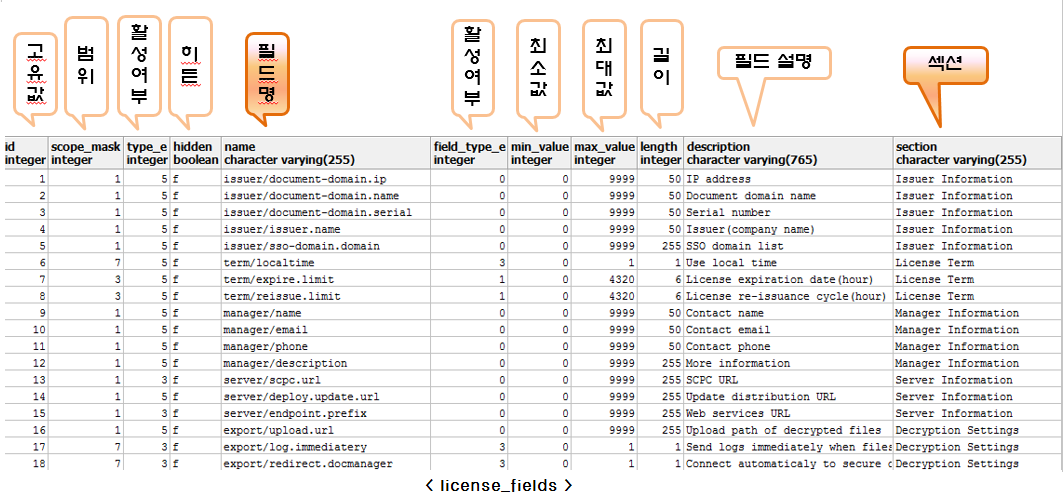 고유값 범위 활성여부 히든 필드명 활성여부 최소값 최대값 길이 필드 설명 섹션
id scope_mask type_e hidden name field_type_e min_value max_value length description section
integer integer integer boolean character varying(255) integer integer integer integer character varying(765) character varying(255)
1 1 5 f issuer/document-domain.ip 0 0 9999 50 IP address Issuer Information
2 1 5 f issuer/document-domain.name 0 0 9999 50 Document domain name Issuer Information
3 1 5 f issuer/document-domain.serial 0 0 9999 50 Serial number Issuer Information
4 1 5 f issuer/issuer.name 0 0 9999 50 Issuer(company name) Issuer Information
5 1 5 f issuer/sso-domain.domain 0 0 9999 255 SSO domain list Issuer Information
6 7 5 f term/localtime 3 0 1 1 Use local time License Term
7 3 5 f term/expire.limit 1 0 4320 6 License expiration date(hour) License Term
8 3 5 f term/reissue.limit 1 0 4320 6 License re-issuance cycle(hour) License Term
9 1 5 f manager/name 0 0 9999 50 Contact name Manager Information
10 1 5 f manager/email 0 0 9999 50 Contact email Manager Information
11 1 5 f manager/phone 0 0 9999 50 Contact phone Manager Information
12 1 5 f manager/description 0 0 9999 255 More information Manager Information
13 1 3 f server/scpc.url 0 0 9999 255 SCPC URL Server Information
14 1 5 f server/deploy.update.url 0 0 9999 255 Update distribution URL Server Information
15 1 3 f server/endpoint.prefix 0 0 9999 255 Web services URL Server Information
16 1 5 f export/upload.url 0 0 9999 255 Upload path of decrypted files Decryption Settings
17 7 3 f export/log.immediatery 3 0 1 1 Send logs immediately when files Decryption Settings
18 7 3 f export/redirect.docmanager 3 0 1 1 Connect automaticaly to secure Decryption Settings
< license_fields >